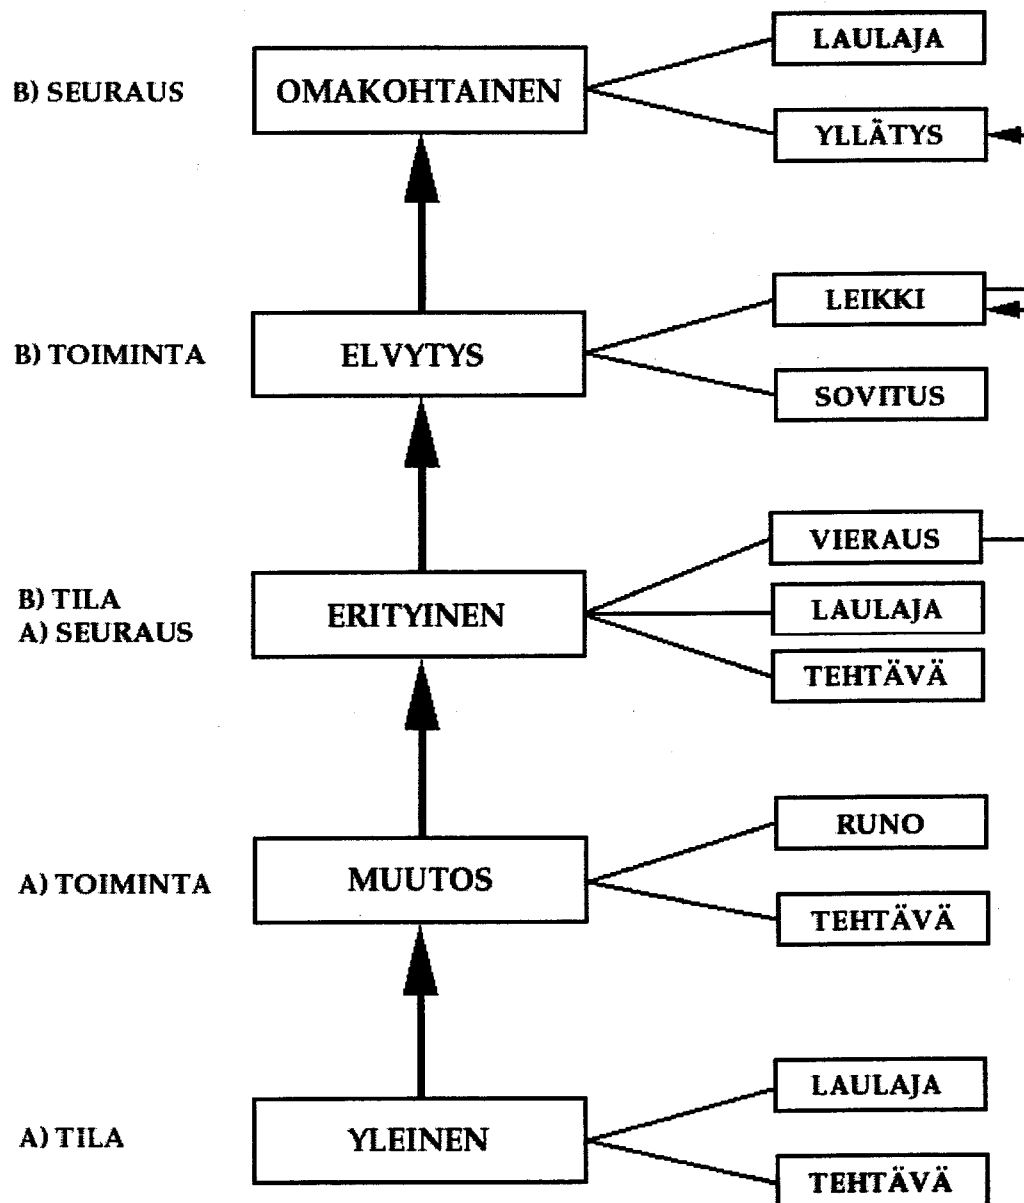 LAULAJA
B) SEURAUS
OMAKOHTAINEN
YLLÄTYS
LEIKKI
B) TOIMINTA
ELVYTYS
SOVITUS
VIERAUS
B) TILA
A) SEURAUS
ERITYINEN
LAULAJA
TEHTÄVÄ
RUNO
A) TOIMINTA
MUUTOS
TEHTÄVÄ
LAULAJA
A) TILA
YLEINEN
TEHTÄVÄ